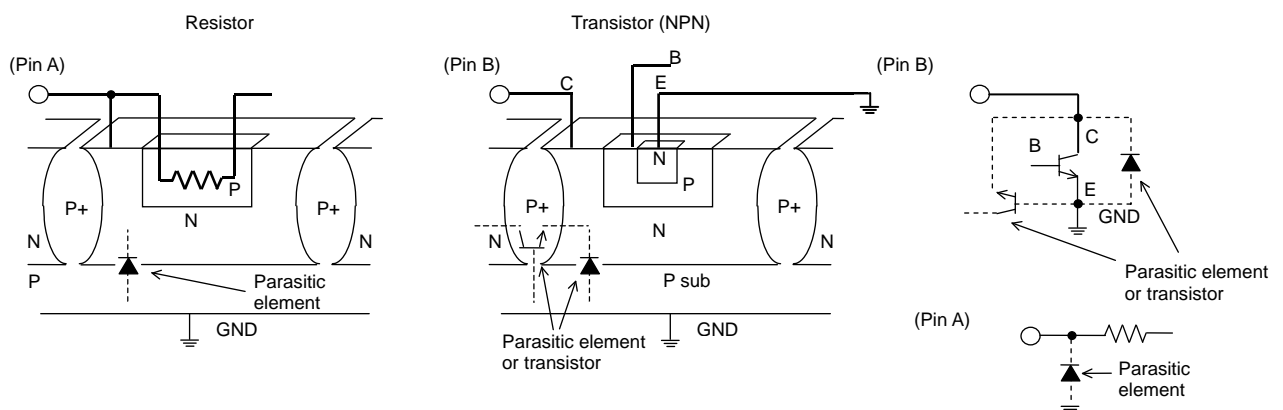 Resistor
(Pin A)
P
N
P+
P+
N
N
P
Parasitic
element
GND
Transistor (NPN)
(Pin B)
C
B
E
N
P
P+
N
P+
N
N
P sub
GND
Parasitic element
or transistor
(Pin B)
C
B
E
GND
Parasitic element
or transistor
(Pin A)
Parasitic
element